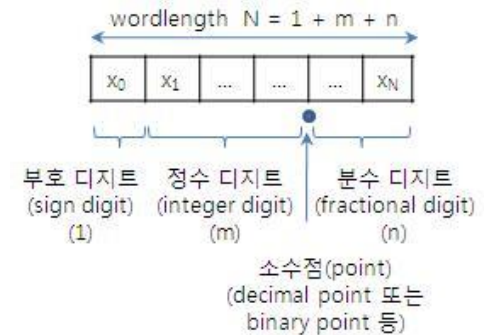 wordlength N = 1 + m + n
x0 x1 ... ... ... xN
부호 디지트 정수 디지트 분수 디지트
(sign digit) (integer digit) (fractional digit)
(1) (m) (n)
소수점(point)
(decimal point 또는
binary point 등)